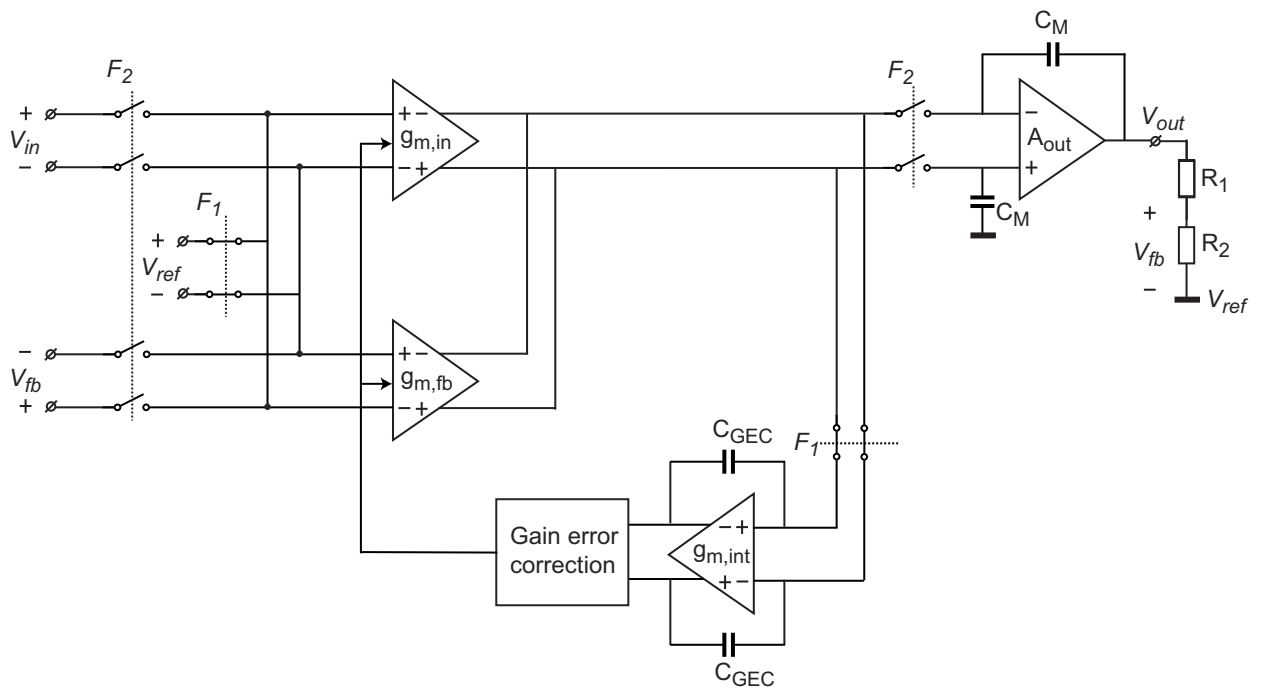 C_M
F_2
F_2
+
V_in
−
+ −
g_m,in
− +
−
A_out
+
V_out
R_1
C_M
F_1
+
V_ref
−
+
V_fb
−
R_2
V_ref
−
V_fb
+
+ −
g_m,fb
− +
C_GEC
F_1
Gain error
correction
− +
g_m,int
+ −
C_GEC